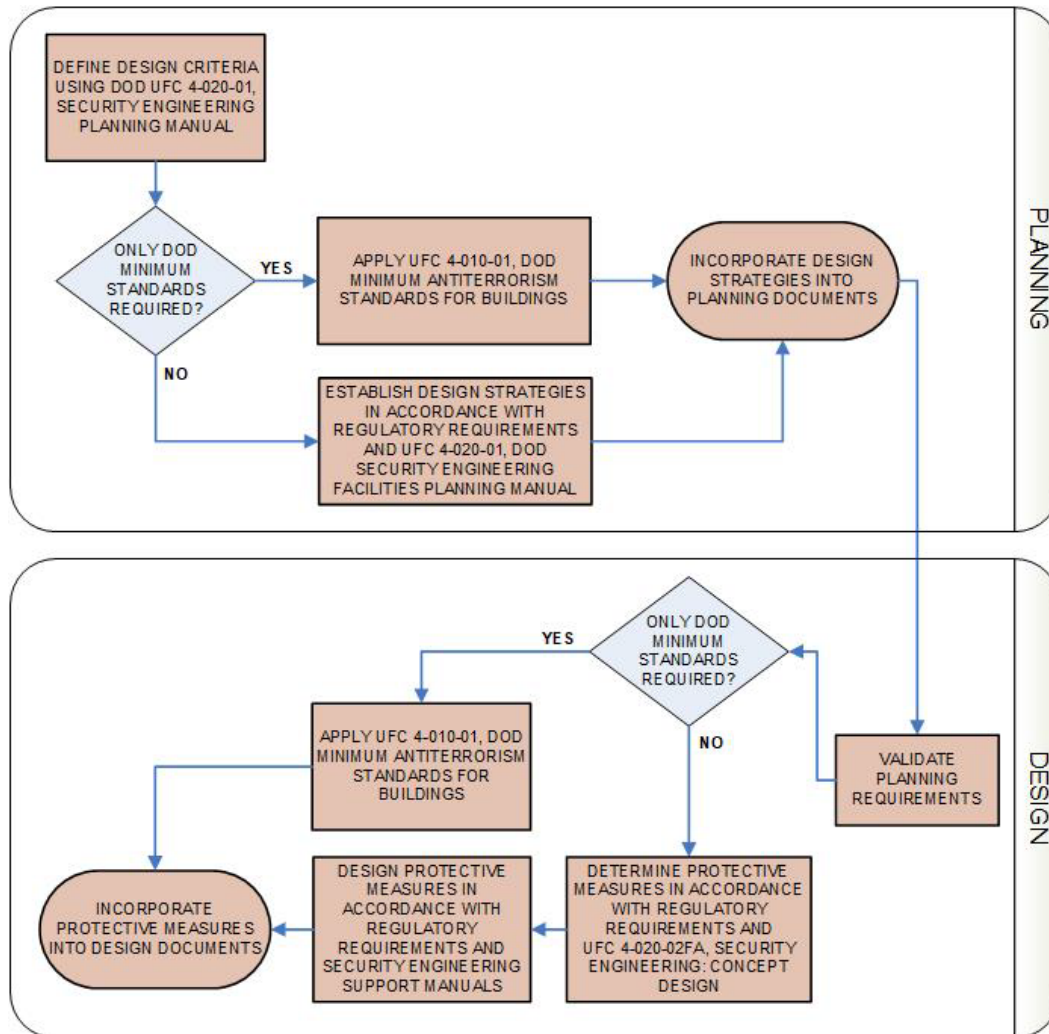 DEFINE DESIGN CRITERIA
USING DOD UFC 4-020-01,
SECURITY ENGINEERING
PLANNING MANUAL
ONLY DOD
MINIMUM
STANDARDS
REQUIRED?
YES
APPLY UFC 4-010-01, DOD
MINIMUM ANTITERRORISM
STANDARDS FOR BUILDINGS
INCORPORATE DESIGN
STRATEGIES INTO
PLANNING DOCUMENTS
NO
ESTABLISH DESIGN STRATEGIES
IN ACCORDANCE WITH
REGULATORY REQUIREMENTS
AND UFC 4-020-01, DOD
SECURITY ENGINEERING
FACILITIES PLANNING MANUAL
PLANNING
ONLY DOD
MINIMUM
STANDARDS
REQUIRED?
YES
NO
APPLY UFC 4-010-01, DOD
MINIMUM ANTITERRORISM
STANDARDS FOR
BUILDINGS
VALIDATE
PLANNING
REQUIREMENTS
INCORPORATE
PROTECTIVE MEASURES
INTO DESIGN DOCUMENTS
DESIGN PROTECTIVE
MEASURES IN
ACCORDANCE WITH
REGULATORY
REQUIREMENTS AND
SECURITY ENGINEERING
SUPPORT MANUALS
DETERMINE PROTECTIVE
MEASURES IN ACCORDANCE
WITH REGULATORY
REQUIREMENTS AND
UFC 4-020-02FA, SECURITY
ENGINEERING: CONCEPT
DESIGN
DESIGN